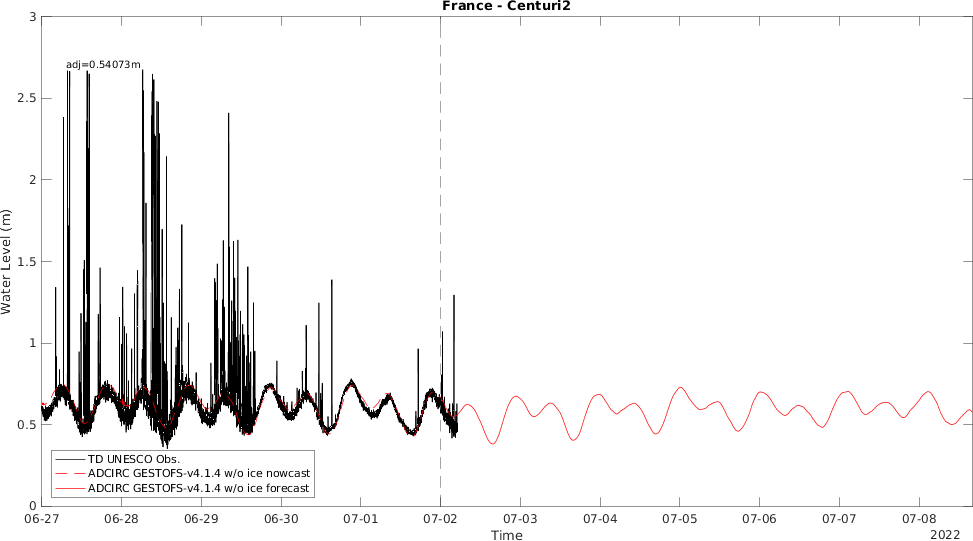 France - Centuri2
adj=0.54073m
Water Level (m)
3
2.5
2
1.5
1
0.5
0
TD UNESCO Obs.
ADCIRC GESTOFS-v4.1.4 w/o ice nowcast
ADCIRC GESTOFS-v4.1.4 w/o ice forecast
06-27 06-28 06-29 06-30 07-01 07-02 07-03 07-04 07-05 07-06 07-07 07-08
Time
2022